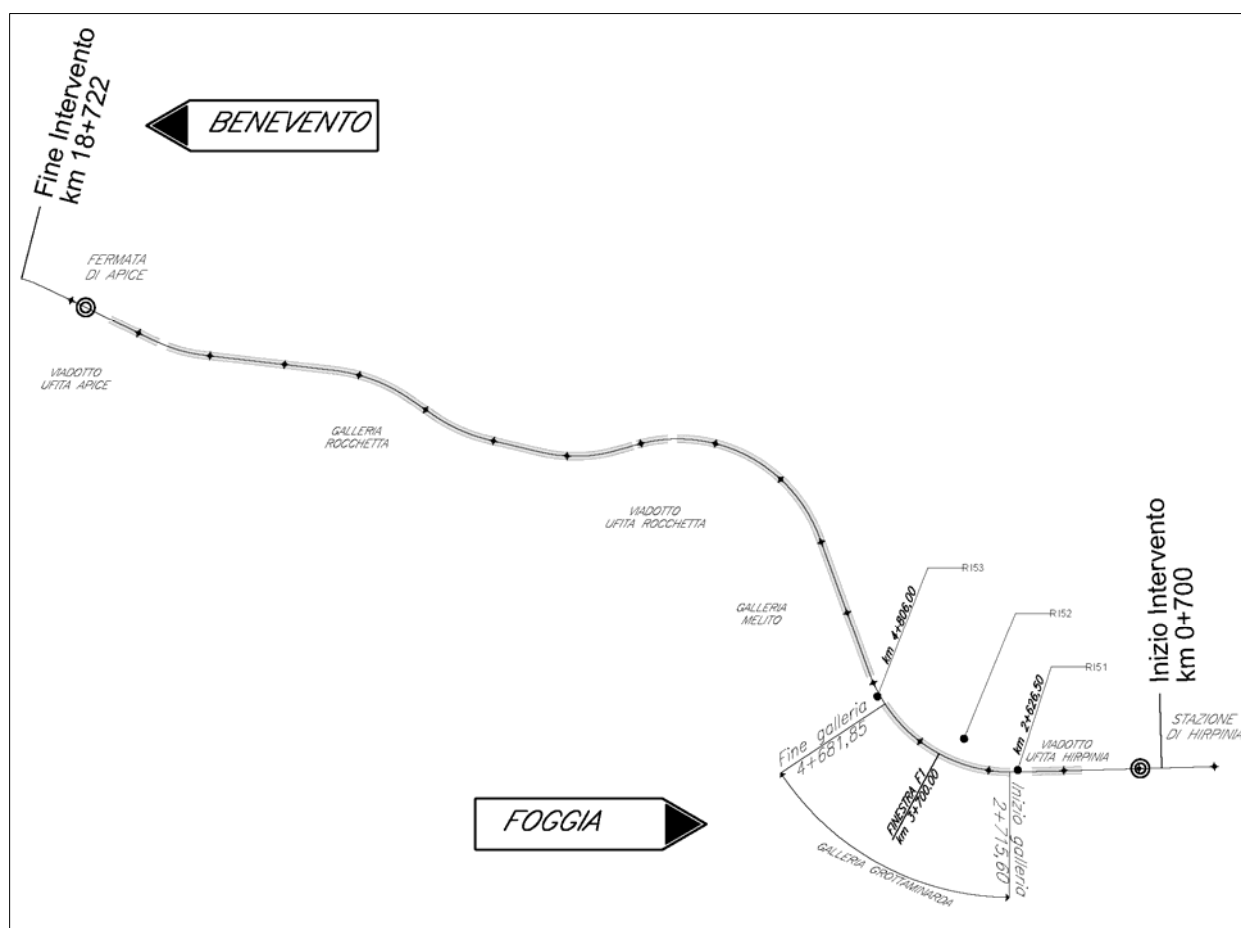 Fine Intervento
km 18+722
BENEVENTO
FERMATA
DI APICE
VIADOTTO
UFITA APICE
GALLERIA
ROCCHETTA
VIADOTTO
UFITA ROCCHETTA
GALLERIA
MELITO
km 4+806,00
RI53
RI52
km 2+626,50
RI51
Inizio Intervento
km 0+700
STAZIONE
DI HIRPINIA
VIADOTTO
UFITA HIRPINIA
Fine galleria
4+681,85
FINESTRA F1
km 3+700.00
Inizio galleria
2+715,60
GALLERIA GROTTAMINARDA
FOGGIA